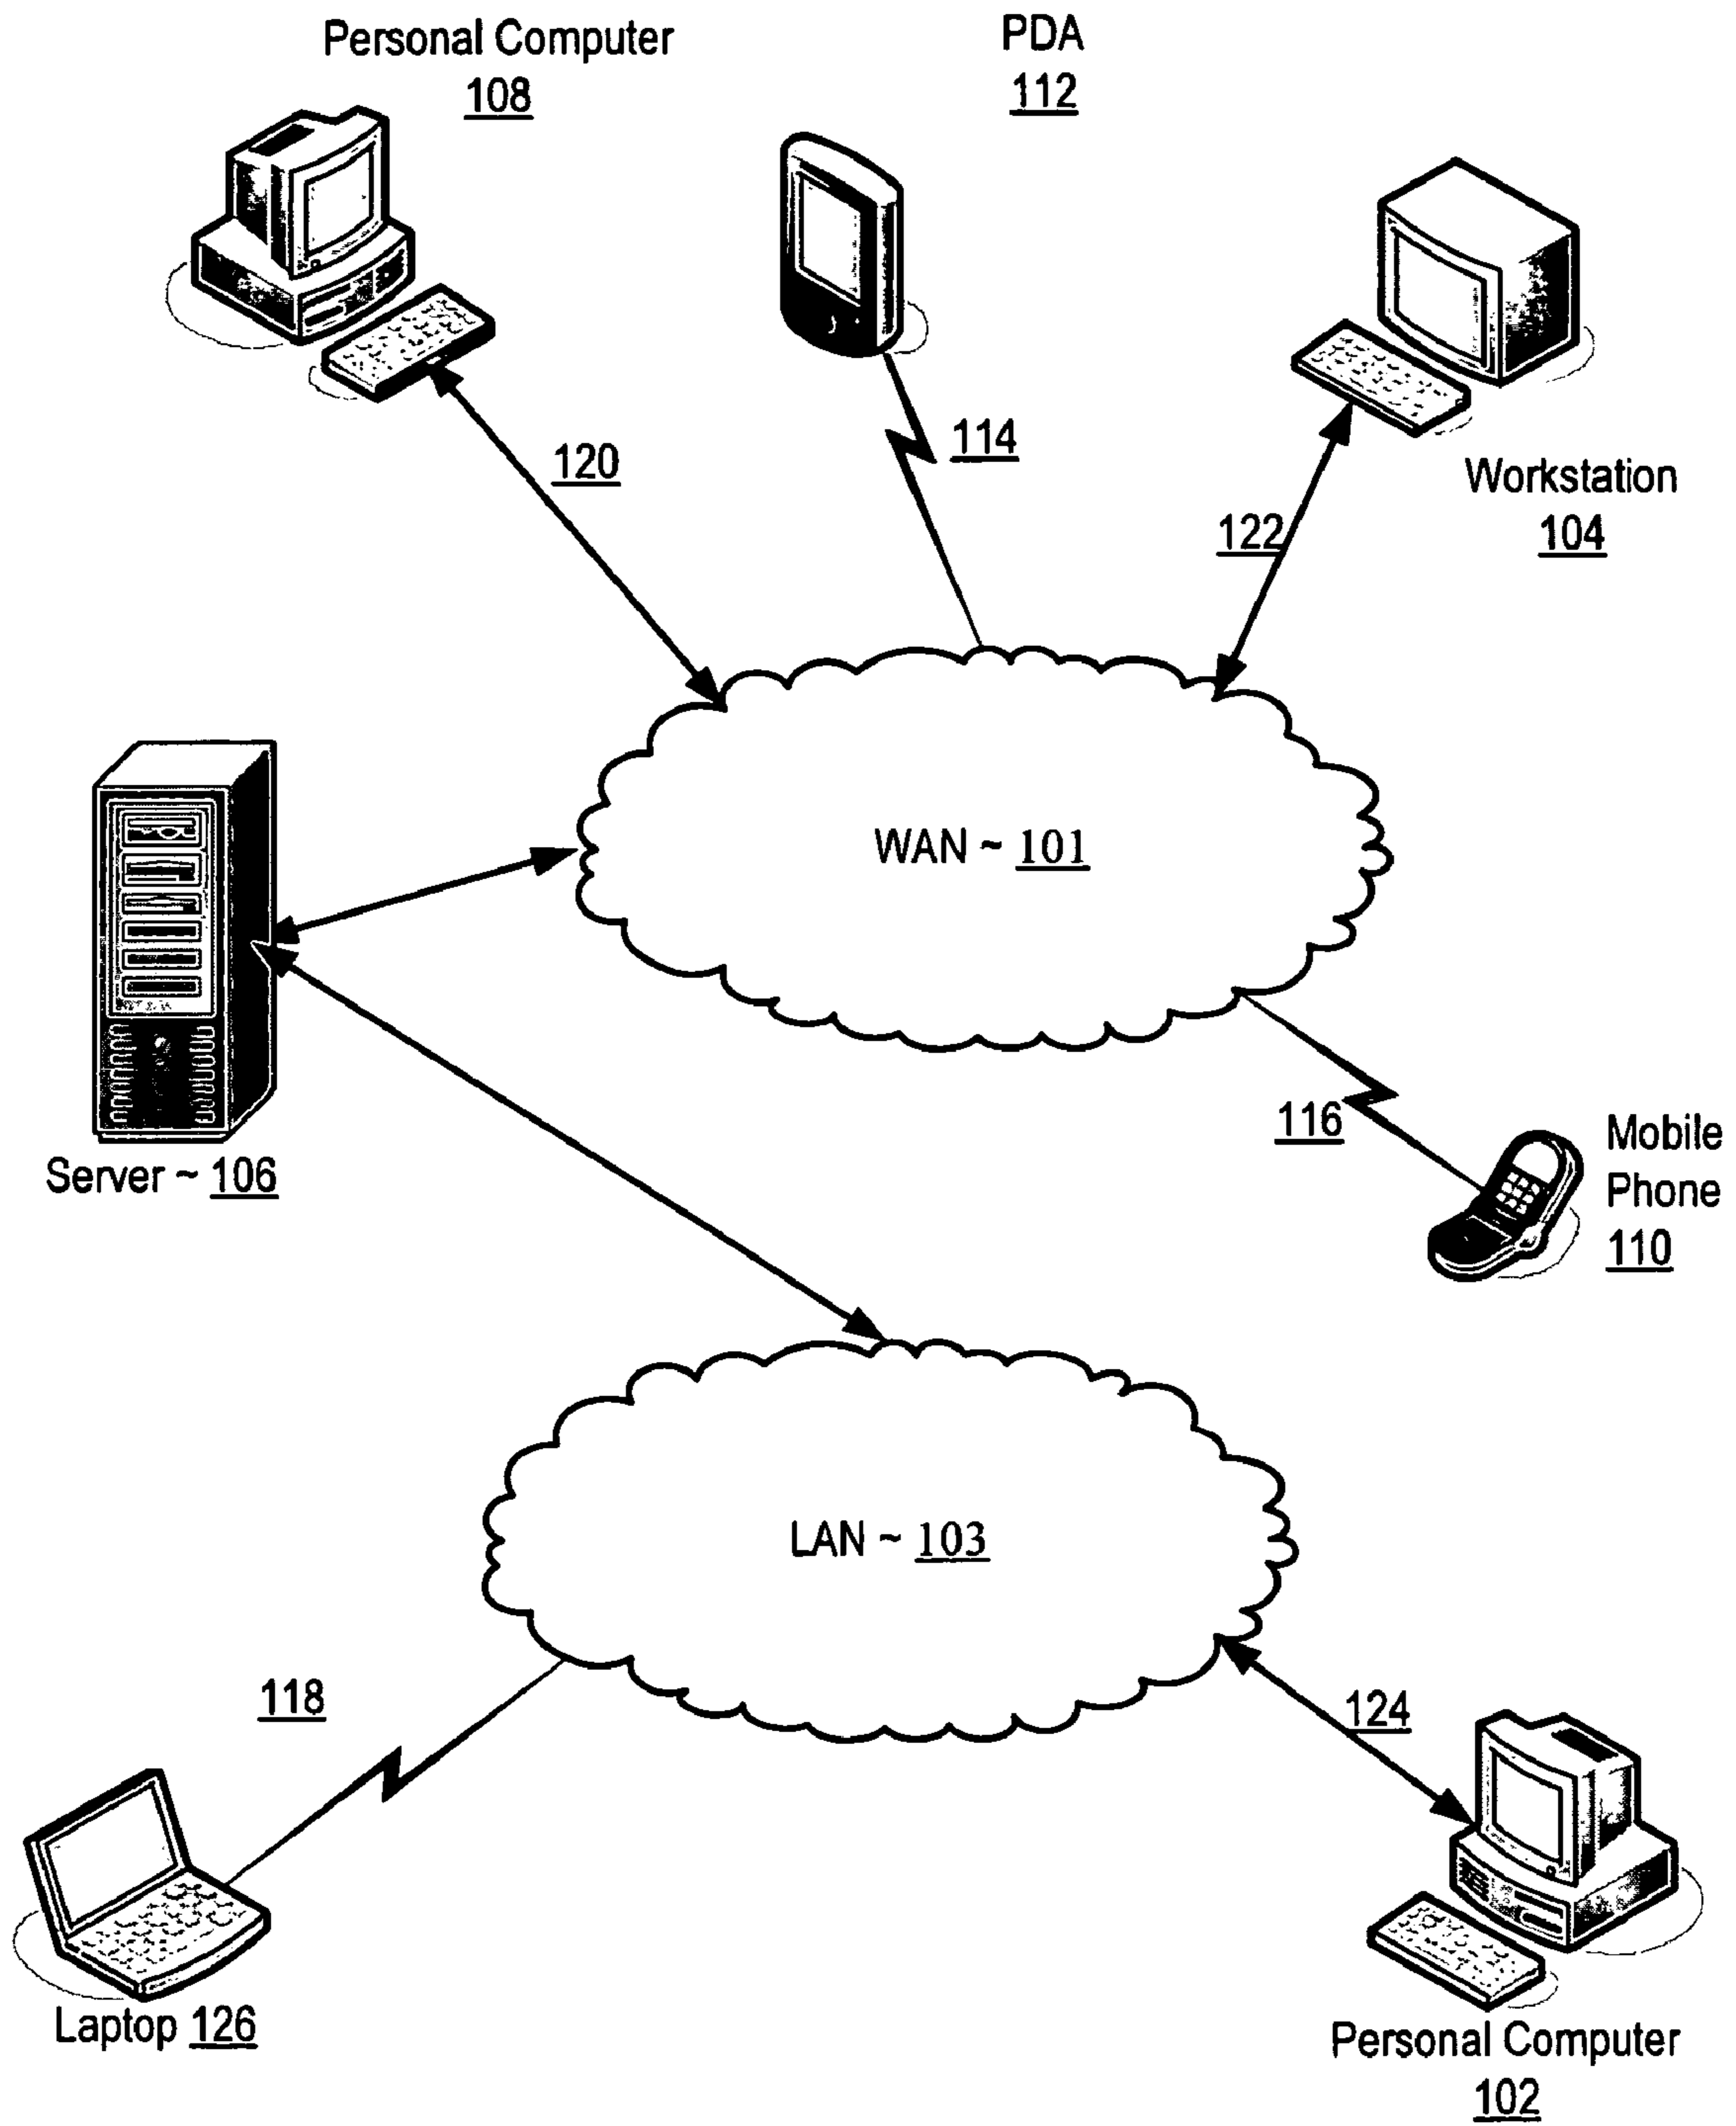 Personal Computer
108
PDA
112
120
114
122
Workstation
104
WAN ~ 101
Server ~ 106
116
Mobile
Phone
110
LAN ~ 103
118
124
Laptop 126
Personal Computer
102